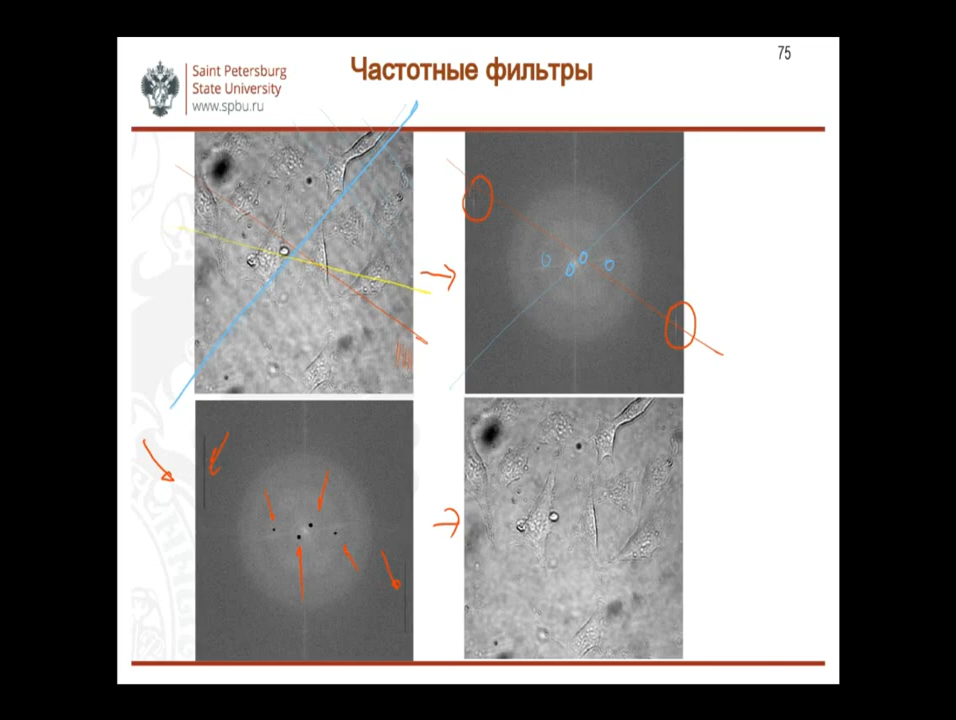 75
Частотные фильтры
Saint Petersburg
State University
www.spbu.ru